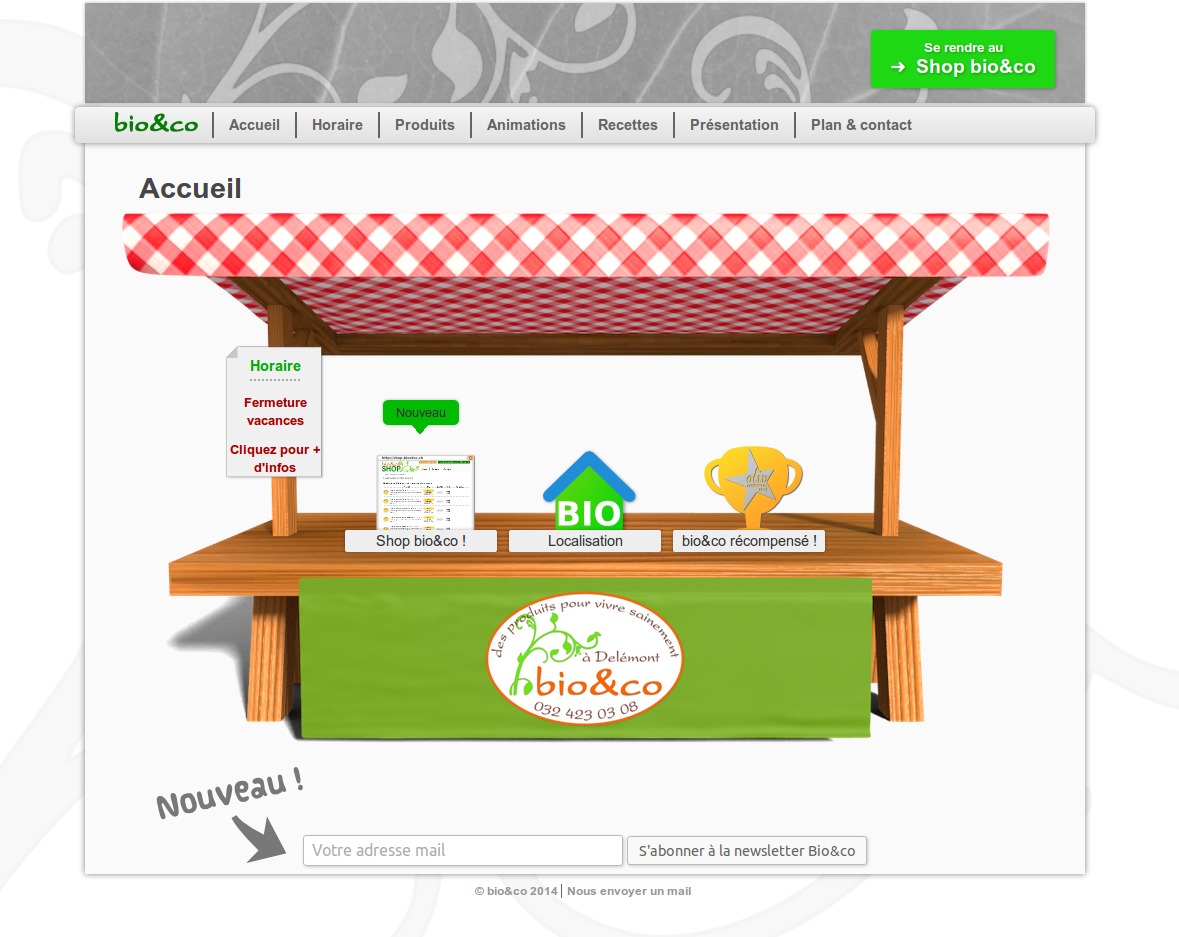 Se rendre au
➜ Shop bio&co
bio&co
Accueil
Horaire
Produits
Animations
Recettes
Présentation
Plan & contact
Accueil
Horaire
Fermeture
vacances
Cliquez pour +
d'infos
Nouveau
SHOP
BIO
Shop bio&co !
Localisation
bio&co récompensé !
des produits pour vivre sainement
à Delémont
bio&co
032 423 03 08
Nouveau !
Votre adresse mail
S'abonner à la newsletter Bio&co
© bio&co 2014
Nous envoyer un mail